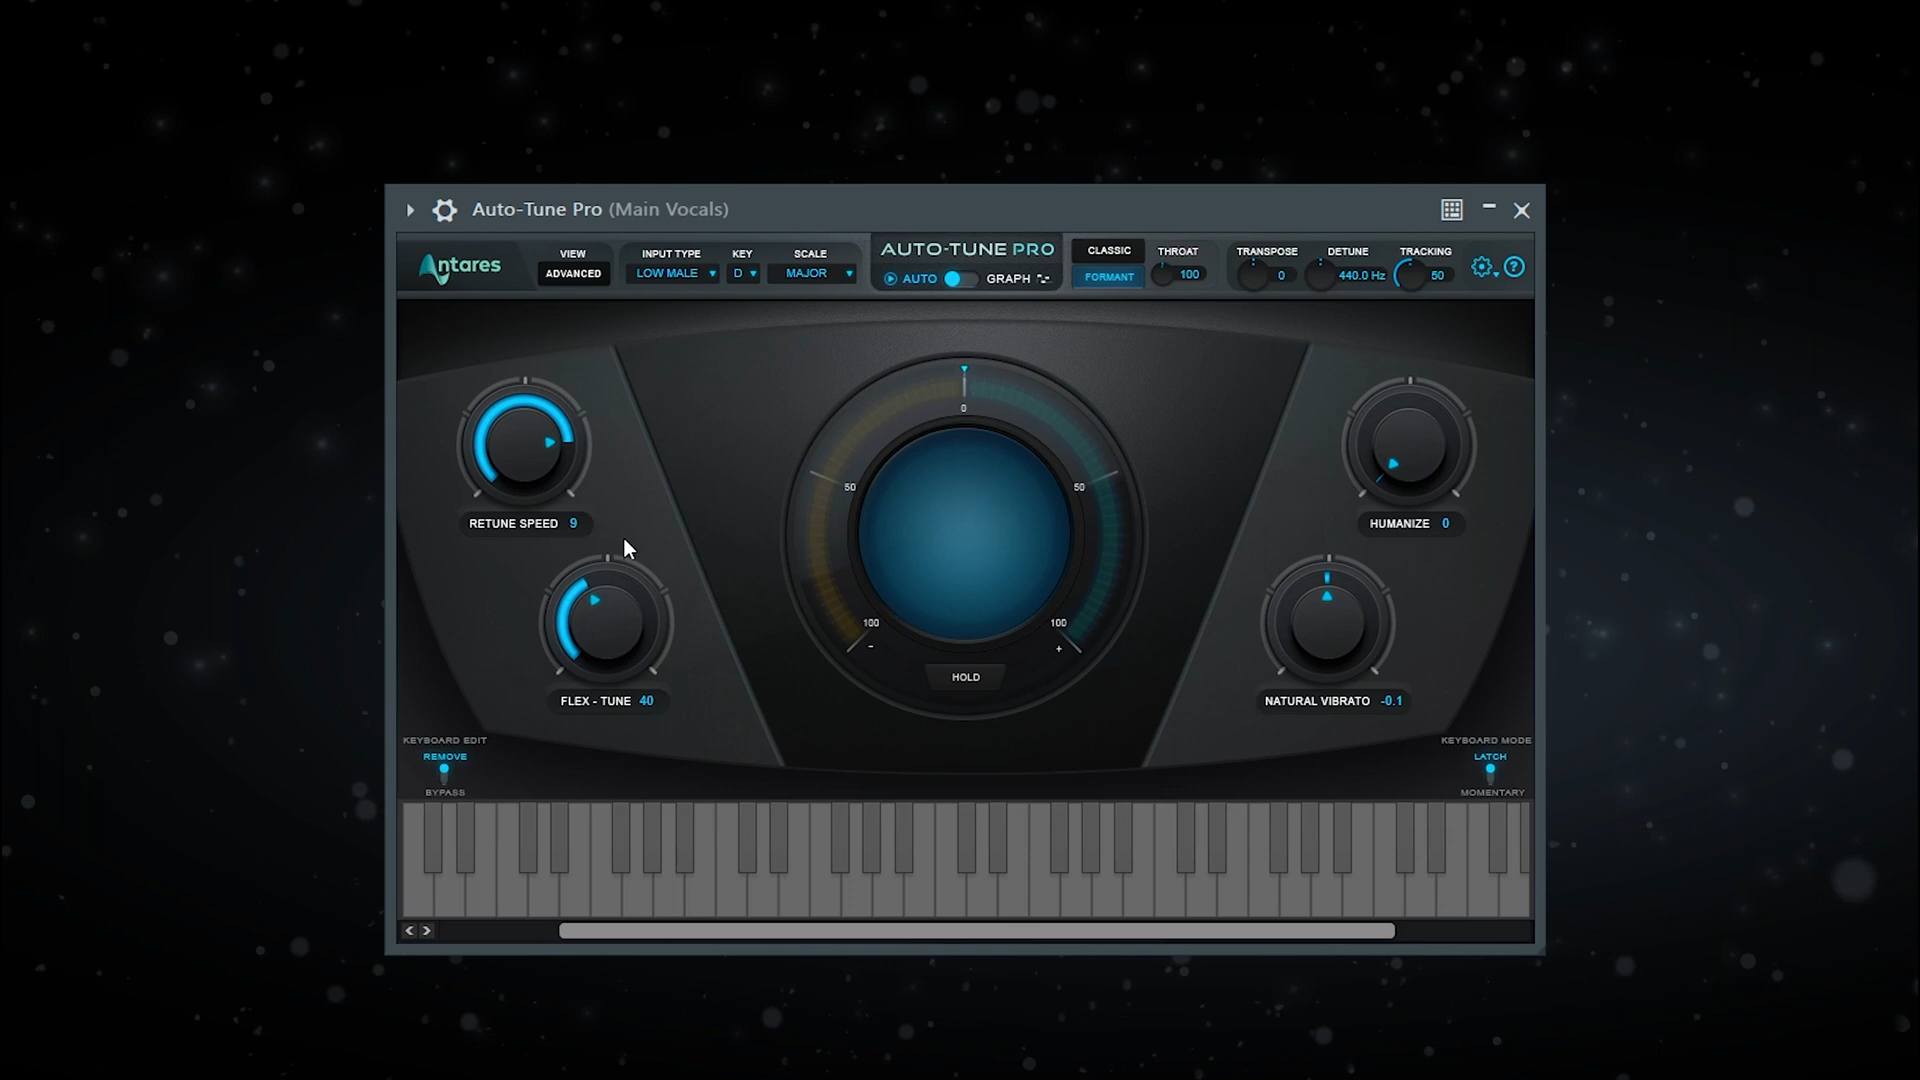 Auto-Tune Pro (Main Vocals)
Antares
VIEW
ADVANCED
INPUT TYPE
LOW MALE
KEY
D
SCALE
MAJOR
AUTO-TUNE PRO
AUTO
GRAPH
CLASSIC
FORMANT
THROAT
100
TRANSPOSE
0
DETUNE
440.0 Hz
TRACKING
50
?
0
50
50
100
100
-
+
HOLD
RETUNE SPEED 9
FLEX - TUNE 40
HUMANIZE 0
NATURAL VIBRATO -0.1
KEYBOARD EDIT
REMOVE
BYPASS
KEYBOARD MODE
LATCH
MOMENTARY